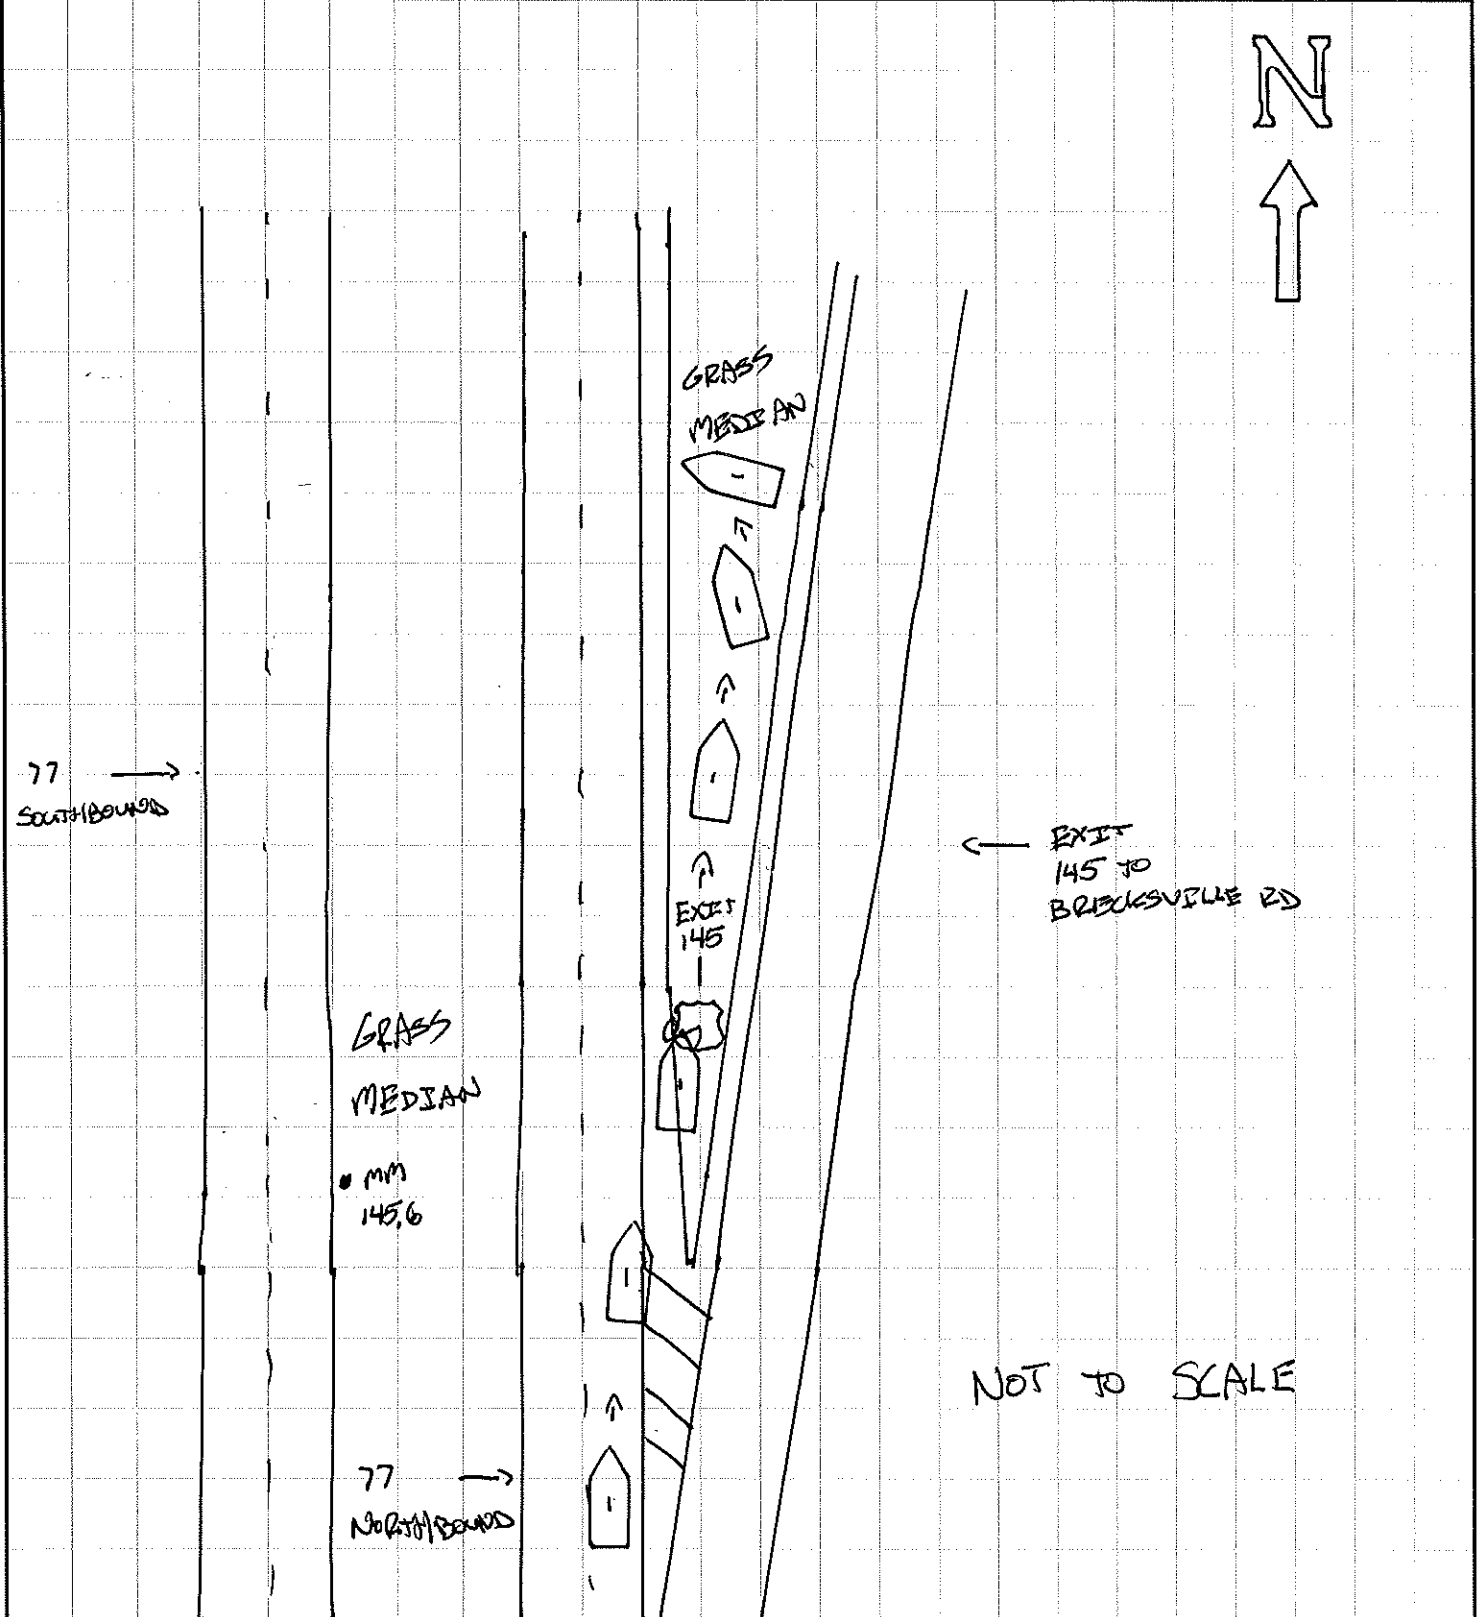 N
GRASS
MEDIAN
77
SOUTHBOUND
EXIT
145 TO
BRECKSVILLE RD
EXIT
145
GRASS
MEDIAN
MM
145.6
NOT TO SCALE
77
NORTHBOUND